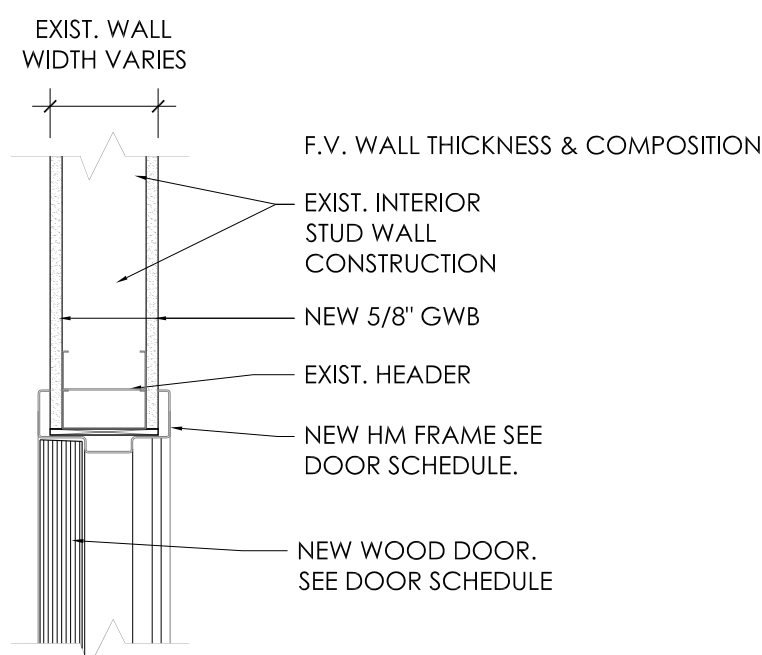 EXIST. WALL
WIDTH VARIES
F.V. WALL THICKNESS & COMPOSITION
EXIST. INTERIOR
STUD WALL
CONSTRUCTION
NEW 5/8" GWB
EXIST. HEADER
NEW HM FRAME SEE
DOOR SCHEDULE.
NEW WOOD DOOR.
SEE DOOR SCHEDULE